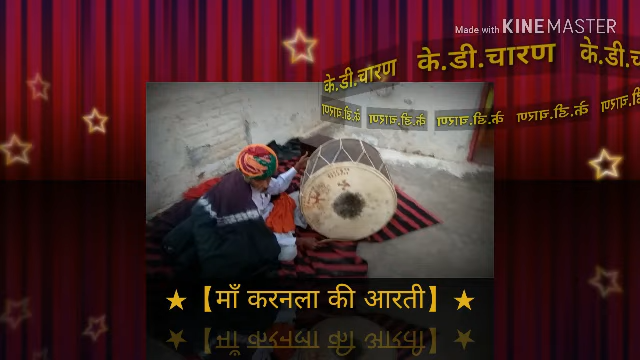 Made with KINEMASTER
के.डी.चारण के.डी.चारण के.डी.च
★【माँ करनला की आरती】★